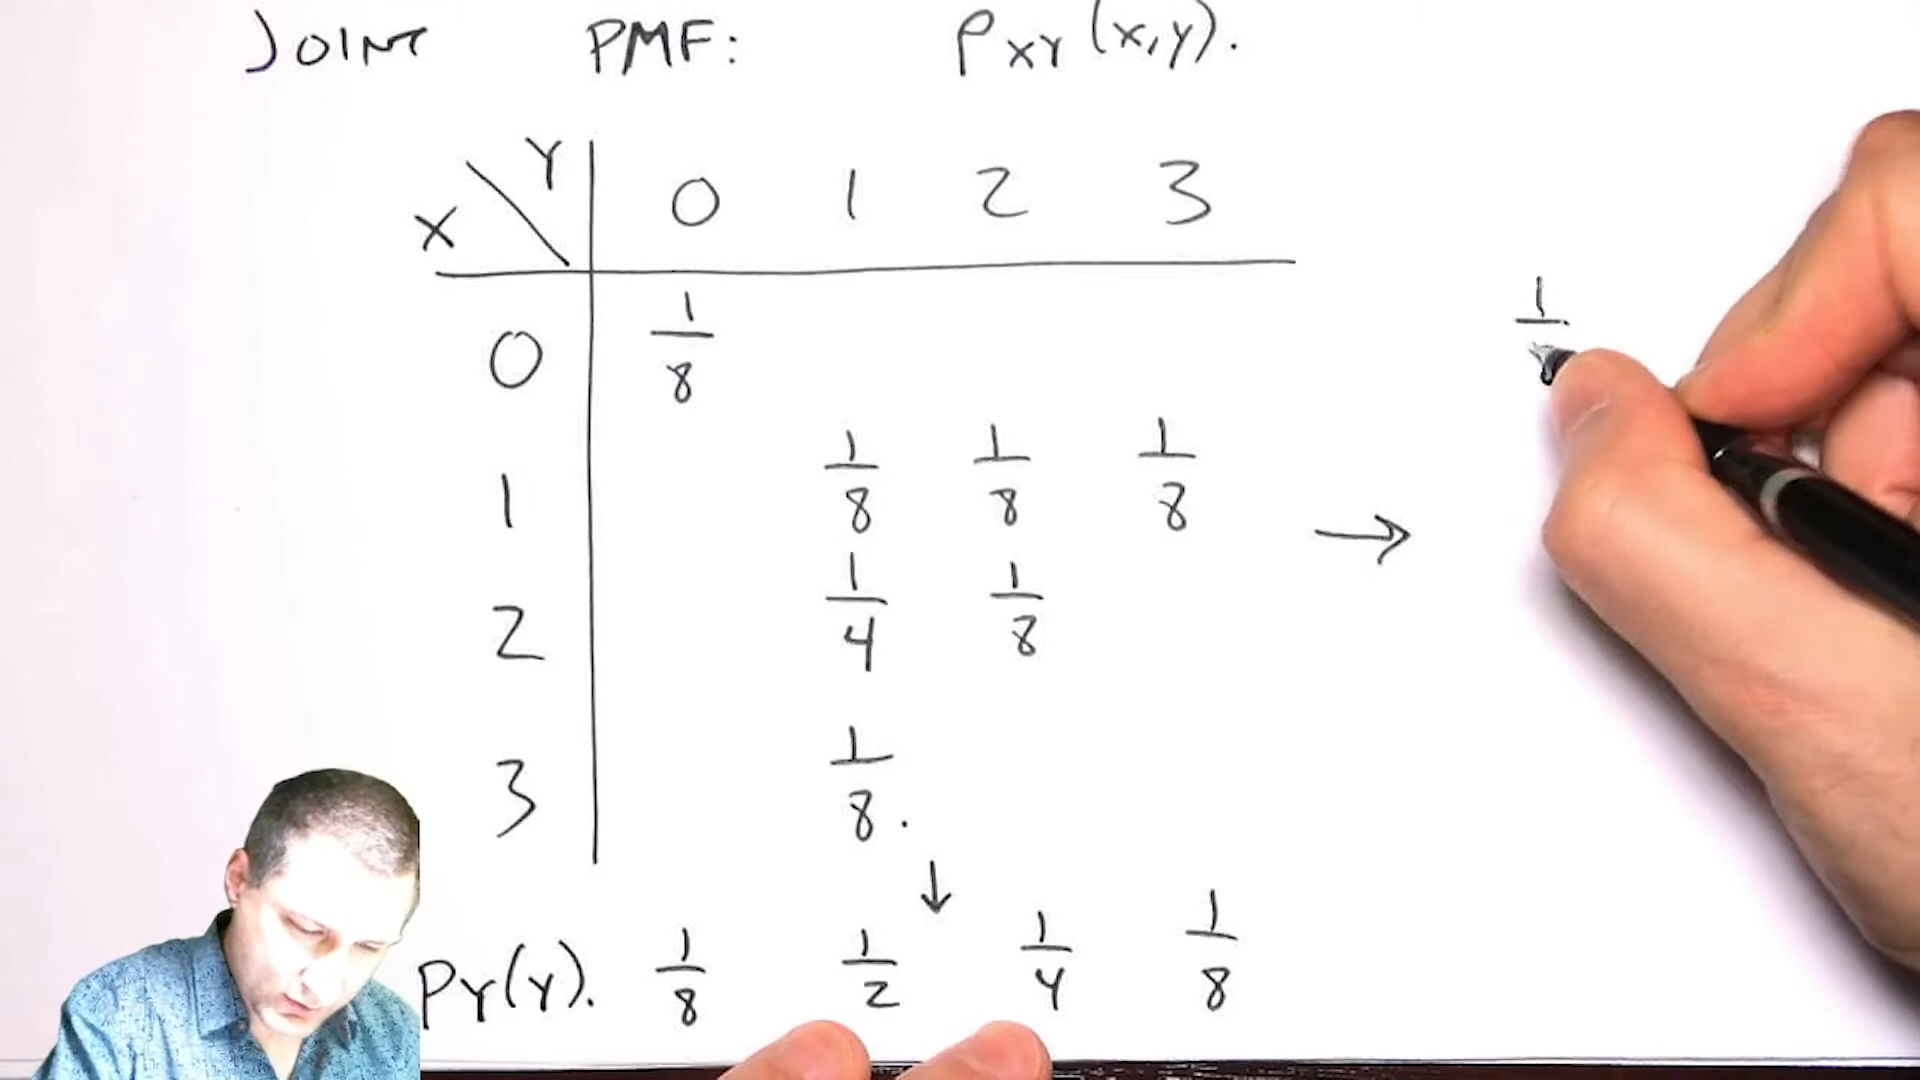 JOINT PMF: PXY(x,y).
Y
X
0 1 2 3
0 1/8
1 1/8 1/8 1/8 →
2 1/4 1/8
3 1/8.
↓
PY(Y). 1/8 1/2 1/4 1/8
1